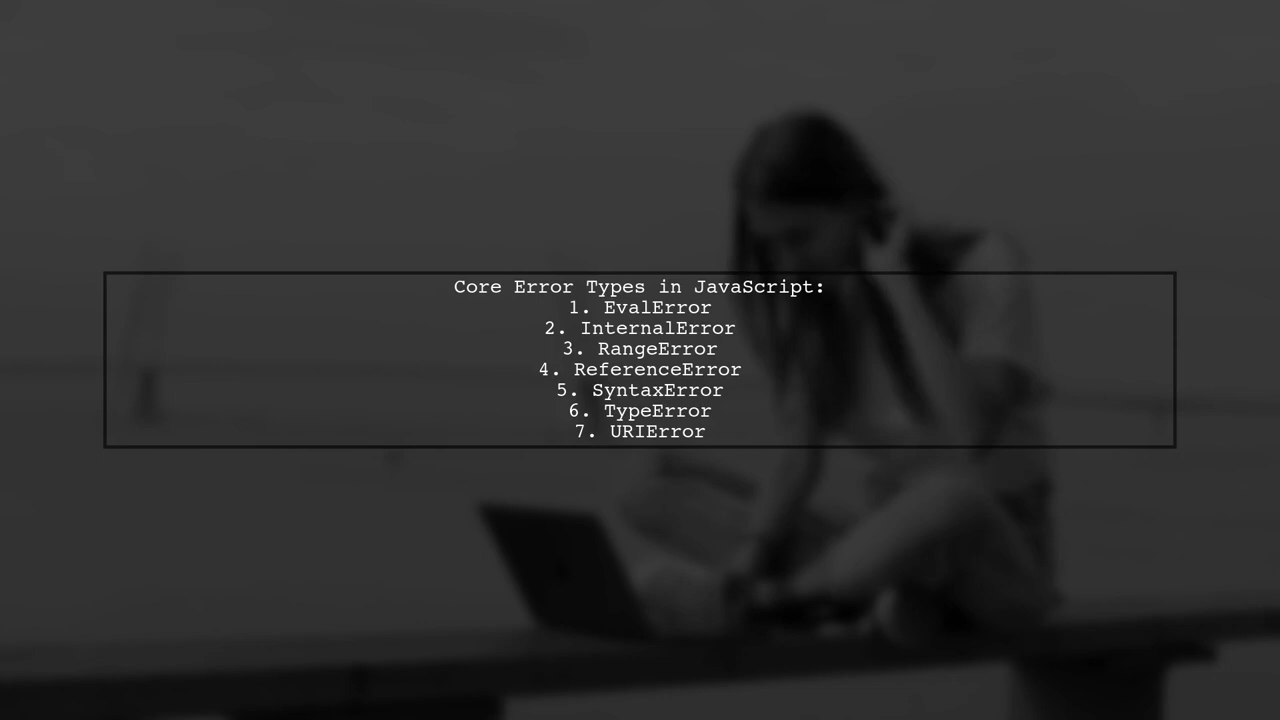 Core Error Types in JavaScript:
1. EvalError
2. InternalError
3. RangeError
4. ReferenceError
5. SyntaxError
6. TypeError
7. URIError